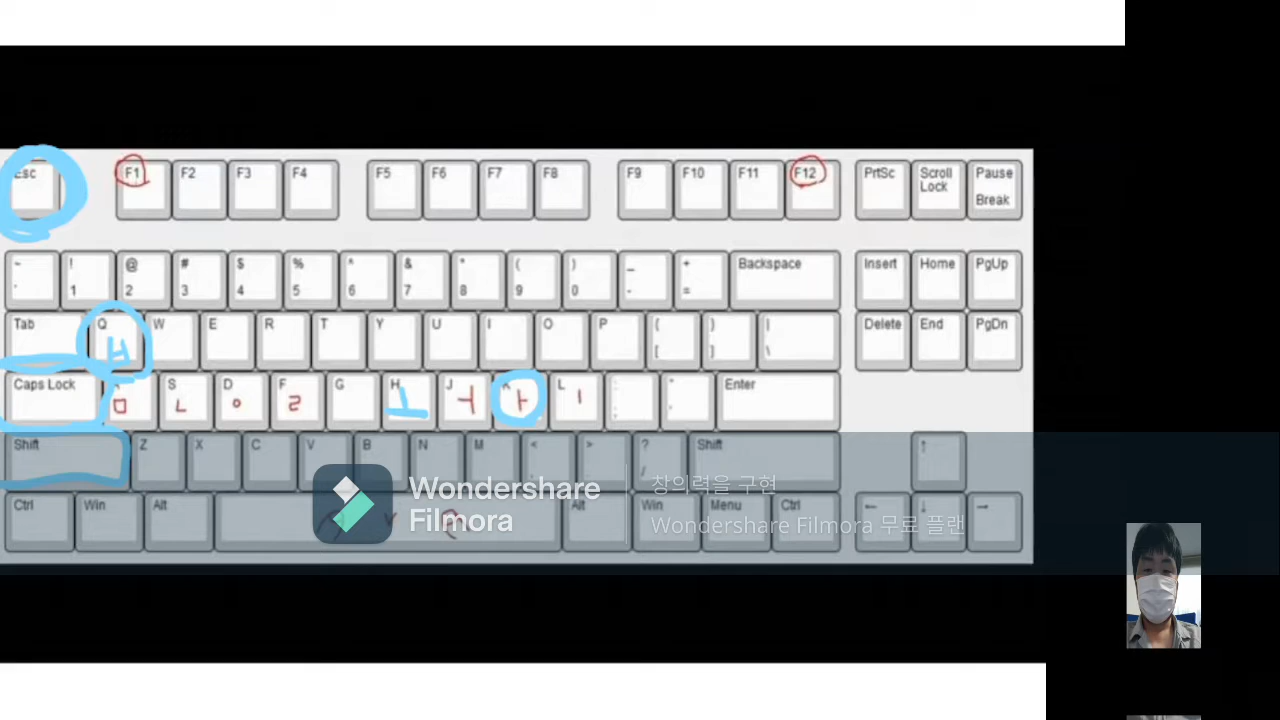 Esc F1 F2 F3 F4 F5 F6 F7 F8 F9 F10 F11 F12 PrtSc Scroll Lock Pause Break
~ ! @ # $ % ^ & * ( ) _ + Backspace Insert Home PgUp
` 1 2 3 4 5 6 7 8 9 0 - =
Tab Q W E R T Y U I O P { } | Delete End PgDn
ㅂ [ ] \
Caps Lock S D F G H J K L : " Enter
ㅁ ㄴ ㅇ ㄹ ㅗ ㅓ ㅏ ㅣ ; '
Shift Z X C V B N M < > ? Shift ↑
/
Ctrl Win Alt Alt Win Menu Ctrl ← ↓ →
Wondershare
Filmora
창의력을 구현
Wondershare Filmora 무료 플랜